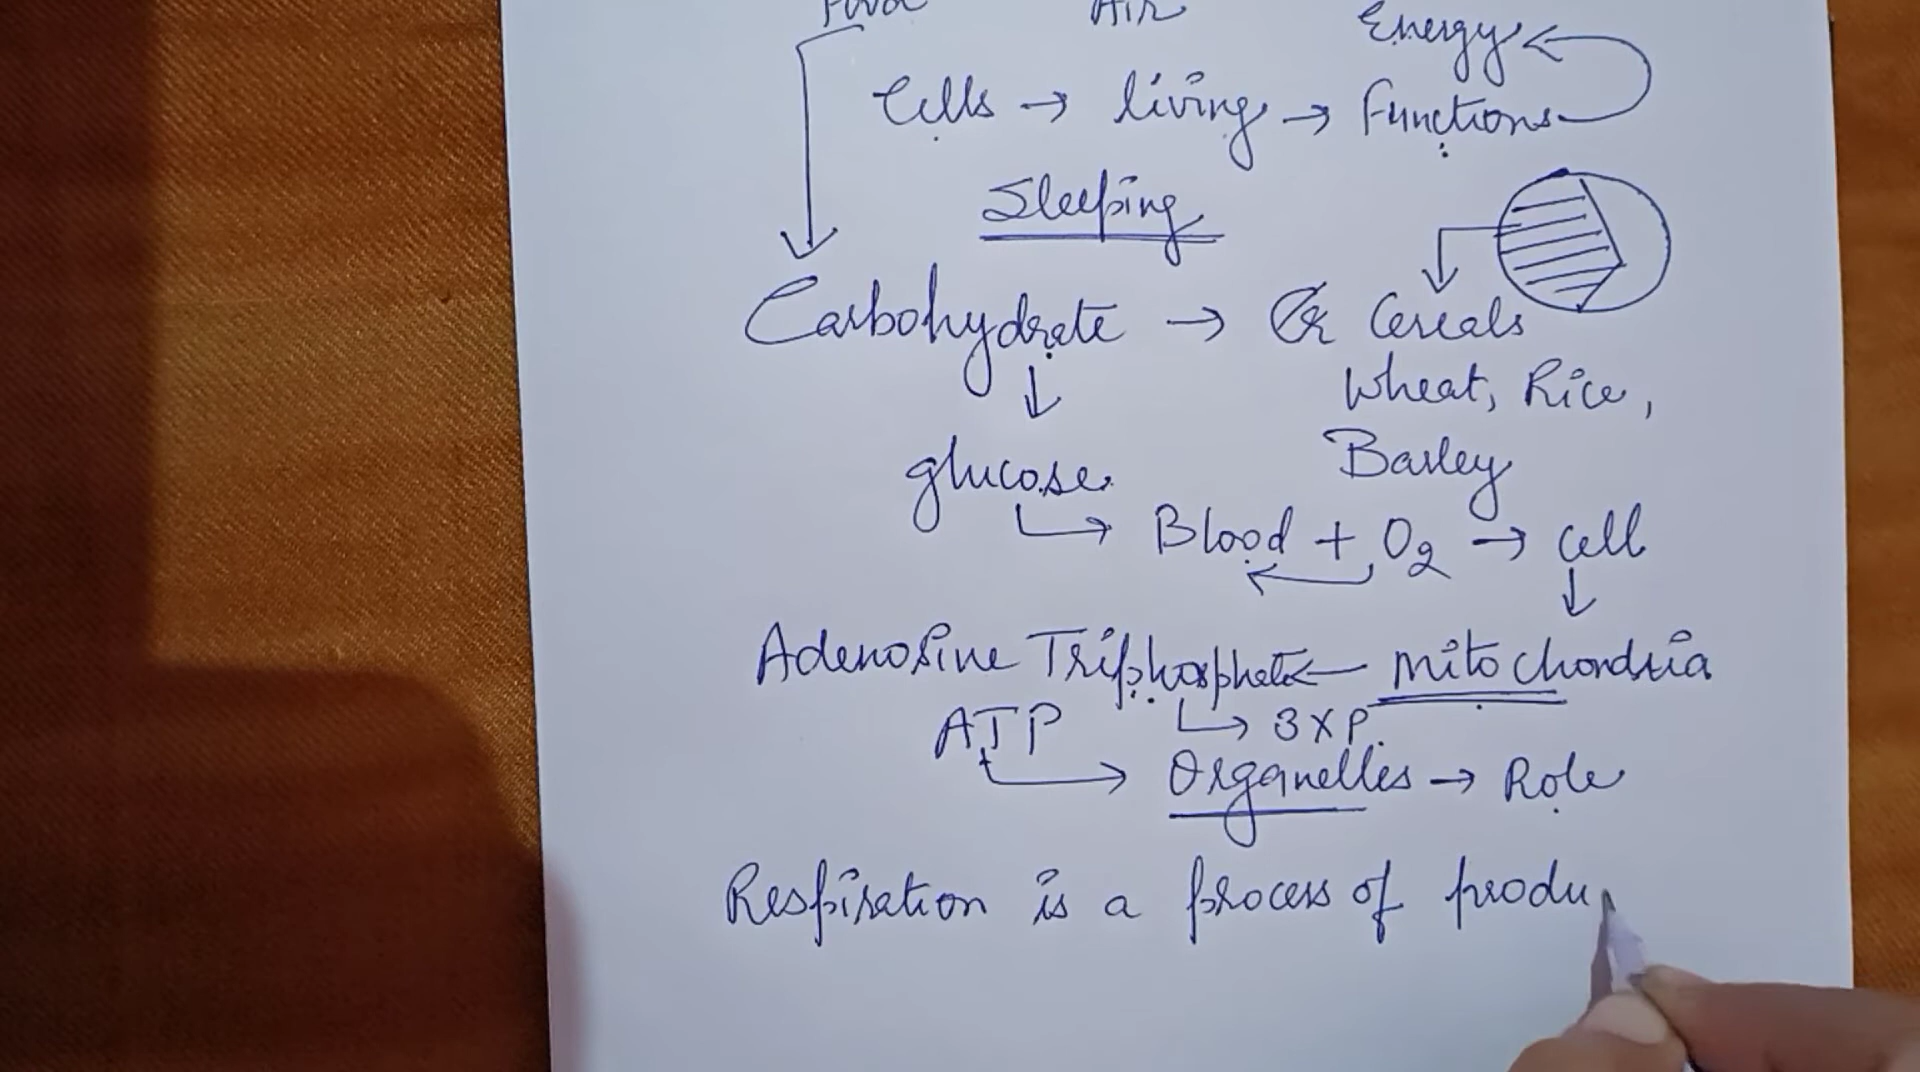 Food Air Energy
Cells → living → Functions
Sleeping
Carbohydrate → Cereals
Wheat, Rice,
Barley
glucose
Blood + O2 → cell
Adenosine Triphosphate ← mitochondria
ATP → 3 X P.
Organelles → Role
Respiration is a process of produ